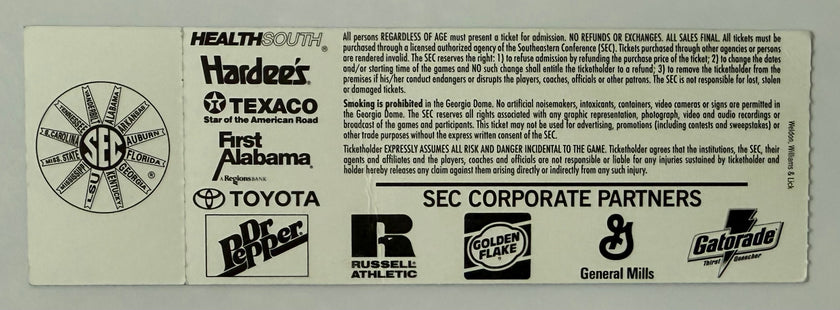 VANDERBILT
ALABAMA
ARKANSAS
AUBURN
FLORIDA
GEORGIA
KENTUCKY
LSU
MISSISSIPPI
MISS. STATE
S. CAROLINA
TENNESSEE
SEC
®
HEALTHSOUTH®
Hardee's®
TEXACO
Star of the American Road
First
Alabama®
A Regions BANK
TOYOTA
Dr
Pepper®
All persons REGARDLESS OF AGE must present a ticket for admission. NO REFUNDS OR EXCHANGES. ALL SALES FINAL. All tickets must be
purchased through a licensed authorized agency of the Southeastern Conference (SEC). Tickets purchased through other agencies or persons
are rendered invalid. The SEC reserves the right: 1) to refuse admission by refunding the purchase price of the ticket; 2) to change the dates
and/or starting time of the games and NO such change shall entitle the ticketholder to a refund; 3) to remove the ticketholder from the
premises if his/her conduct endangers or disrupts the players, coaches, officials or other patrons. The SEC is not responsible for lost, stolen
or damaged tickets.
Smoking is prohibited in the Georgia Dome. No artificial noisemakers, intoxicants, containers, video cameras or signs are permitted in
the Georgia Dome. The SEC reserves all rights associated with any graphic representation, photograph, video and audio recordings or
broadcast of the games and participants. This ticket may not be used for advertising, promotions (including contests and sweepstakes) or
other trade purposes without the express written consent of the SEC.
Ticketholder EXPRESSLY ASSUMES ALL RISK AND DANGER INCIDENTAL TO THE GAME. Ticketholder agrees that the institutions, the SEC, their
agents and affiliates and the players, coaches and officials are not responsible or liable for any injuries sustained by ticketholder and
holder hereby releases any claim against them arising directly or indirectly from any such injury.
Weldon, Williams & Lick
SEC CORPORATE PARTNERS
R
RUSSELL
ATHLETIC
GOLDEN
FLAKE
G
General Mills
Gatorade
Thirst Quencher